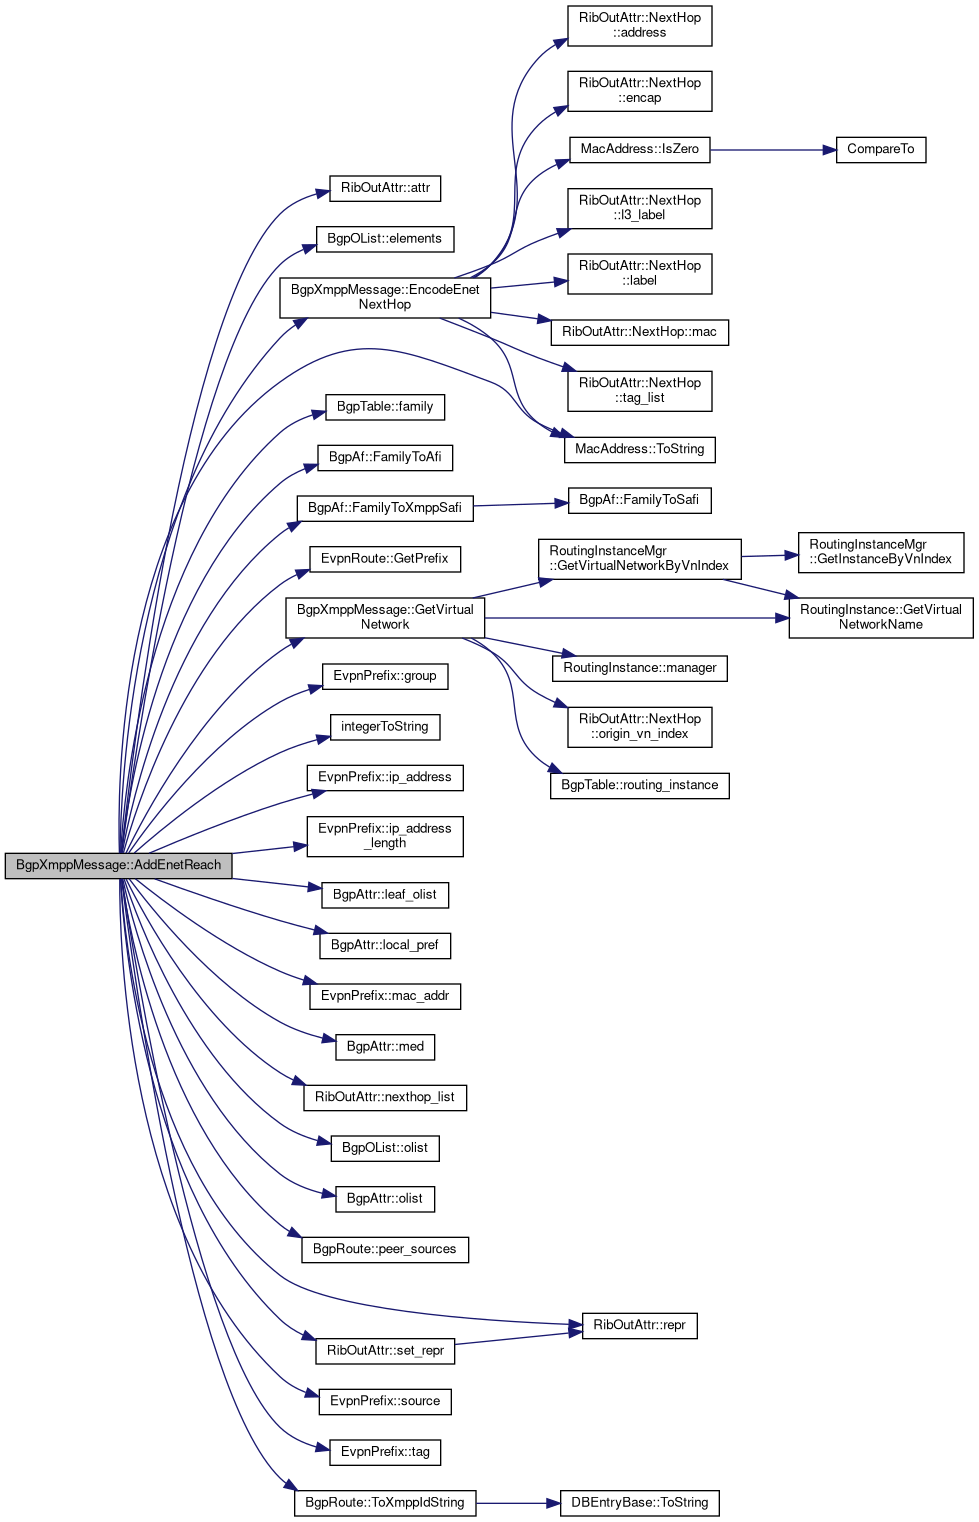 BgpXmppMessage::AddEnetReach
RibOutAttr::attr
BgpOList::elements
BgpXmppMessage::EncodeEnet
NextHop
BgpTable::family
BgpAf::FamilyToAfi
BgpAf::FamilyToXmppSafi
EvpnRoute::GetPrefix
BgpXmppMessage::GetVirtual
Network
EvpnPrefix::group
integerToString
EvpnPrefix::ip_address
EvpnPrefix::ip_address
_length
BgpAttr::leaf_olist
BgpAttr::local_pref
EvpnPrefix::mac_addr
BgpAttr::med
RibOutAttr::nexthop_list
BgpOList::olist
BgpAttr::olist
BgpRoute::peer_sources
RibOutAttr::set_repr
EvpnPrefix::source
EvpnPrefix::tag
BgpRoute::ToXmppIdString
RibOutAttr::NextHop
::address
RibOutAttr::NextHop
::encap
MacAddress::IsZero
RibOutAttr::NextHop
::l3_label
RibOutAttr::NextHop
::label
RibOutAttr::NextHop::mac
RibOutAttr::NextHop
::tag_list
MacAddress::ToString
BgpAf::FamilyToSafi
RoutingInstanceMgr
::GetVirtualNetworkByVnIndex
RoutingInstance::manager
RibOutAttr::NextHop
::origin_vn_index
BgpTable::routing_instance
RibOutAttr::repr
DBEntryBase::ToString
CompareTo
RoutingInstanceMgr
::GetInstanceByVnIndex
RoutingInstance::GetVirtual
NetworkName